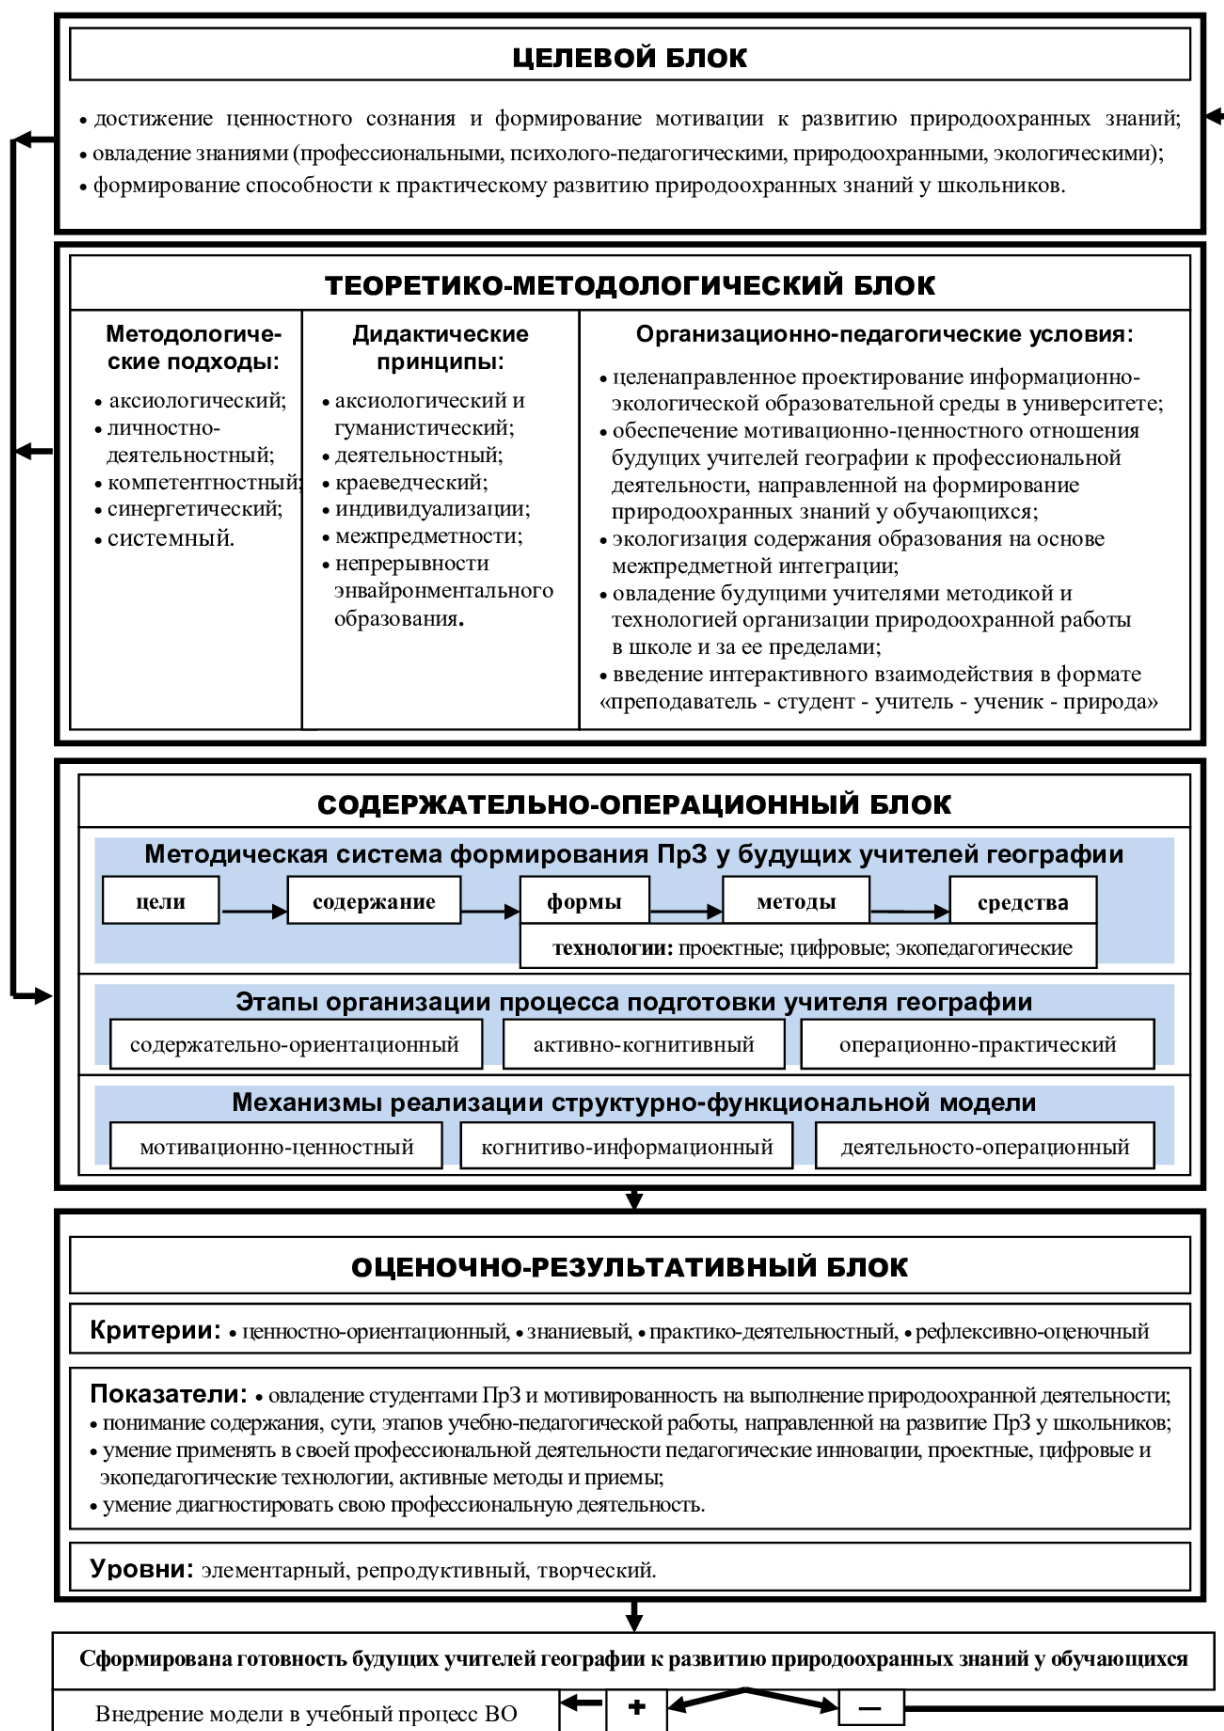 ЦЕЛЕВОЙ БЛОК
• достижение ценностного сознания и формирование мотивации к развитию природоохранных знаний;
• овладение знаниями (профессиональными, психолого-педагогическими, природоохранными, экологическими);
• формирование способности к практическому развитию природоохранных знаний у школьников.
ТЕОРЕТИКО-МЕТОДОЛОГИЧЕСКИЙ БЛОК
Методологиче-
ские подходы:
• аксиологический;
• личностно-
деятельностный;
• компетентностный;
• синергетический;
• системный.
Дидактические
принципы:
• аксиологический и
гуманистический;
• деятельностный;
• краеведческий;
• индивидуализации;
• межпредметности;
• непрерывности
энвайронментального
образования.
Организационно-педагогические условия:
• целенаправленное проектирование информационно-
экологической образовательной среды в университете;
• обеспечение мотивационно-ценностного отношения
будущих учителей географии к профессиональной
деятельности, направленной на формирование
природоохранных знаний у обучающихся;
• экологизация содержания образования на основе
межпредметной интеграции;
• овладение будущими учителями методикой и
технологией организации природоохранной работы
в школе и за ее пределами;
• введение интерактивного взаимодействия в формате
«преподаватель - студент - учитель - ученик - природа»
СОДЕРЖАТЕЛЬНО-ОПЕРАЦИОННЫЙ БЛОК
Методическая система формирования ПрЗ у будущих учителей географии
цели содержание формы методы средства
технологии: проектные; цифровые; экопедагогические
Этапы организации процесса подготовки учителя географии
содержательно-ориентационный активно-когнитивный операционно-практический
Механизмы реализации структурно-функциональной модели
мотивационно-ценностный когнитиво-информационный деятельносто-операционный
ОЦЕНОЧНО-РЕЗУЛЬТАТИВНЫЙ БЛОК
Критерии: • ценностно-ориентационный, • знаниевый, • практико-деятельностный, • рефлексивно-оценочный
Показатели: • овладение студентами ПрЗ и мотивированность на выполнение природоохранной деятельности;
• понимание содержания, сути, этапов учебно-педагогической работы, направленной на развитие ПрЗ у школьников;
• умение применять в своей профессиональной деятельности педагогические инновации, проектные, цифровые и
экопедагогические технологии, активные методы и приемы;
• умение диагностировать свою профессиональную деятельность.
Уровни: элементарный, репродуктивный, творческий.
Сформирована готовность будущих учителей географии к развитию природоохранных знаний у обучающихся
Внедрение модели в учебный процесс ВО + —